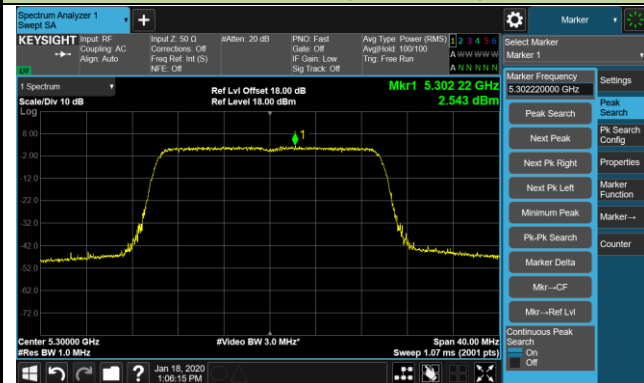 Spectrum Analyzer 1
Swept SA
+
Marker
KEYSIGHT
Input: RF
Coupling: AC
Align: Auto
Input Z: 50 Ω
Corrections: Off
Freq Ref: Int (S)
NFE: Off
#Atten: 20 dB
PNO: Fast
Gate: Off
IF Gain: Low
Sig Track: Off
Avg Type: Power (RMS)
Avg|Hold: 100/100
Trig: Free Run
1 2 3 4 5 6
A W W W W W
A N N N N N
Select Marker
Marker 1
1 Spectrum
Scale/Div 10 dB
Log
Ref Lvl Offset 18.00 dB
Ref Level 18.00 dBm
Mkr1 5.302 22 GHz
2.543 dBm
Marker Frequency
5.302220000 GHz
Settings
Peak Search
Peak
Search
Next Peak
Pk Search
Config
Next Pk Right
Properties
Next Pk Left
Marker
Function
Minimum Peak
Marker→
Pk-Pk Search
Counter
Marker Delta
Mkr→CF
Mkr→Ref Lvl
Continuous Peak
Search
On
Off
1
8.00
-2.00
-12.0
-22.0
-32.0
-42.0
-52.0
-62.0
-72.0
Center 5.30000 GHz
#Res BW 1.0 MHz
#Video BW 3.0 MHz*
Span 40.00 MHz
Sweep 1.07 ms (2001 pts)
?
Jan 18, 2020
1:06:15 PM